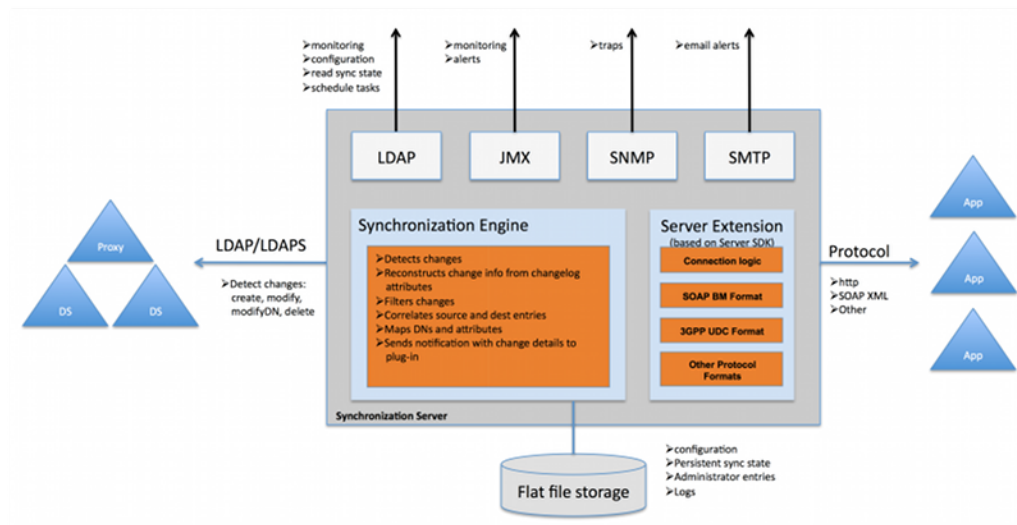 ➢monitoring
➢configuration
➢read sync state
➢schedule tasks
➢monitoring
➢alerts
➢traps
➢email alerts
LDAP
JMX
SNMP
SMTP
Proxy
DS
DS
LDAP/LDAPS
➢Detect changes:
create, modify,
modifyDN, delete
Synchronization Engine
➢Detects changes
➢Reconstructs change info from changelog
attributes
➢Filters changes
➢Correlates source and dest entries
➢Maps DNs and attributes
➢Sends notification with change details to
plug-in
Server Extension
(based on Server SDK)
Connection logic
SOAP BM Format
3GPP UDC Format
Other Protocol
Formats
Synchronization Server
Protocol
➢http
➢SOAP XML
➢Other
App
App
App
Flat file storage
➢configuration
➢Persistent sync state
➢Administrator entries
➢Logs